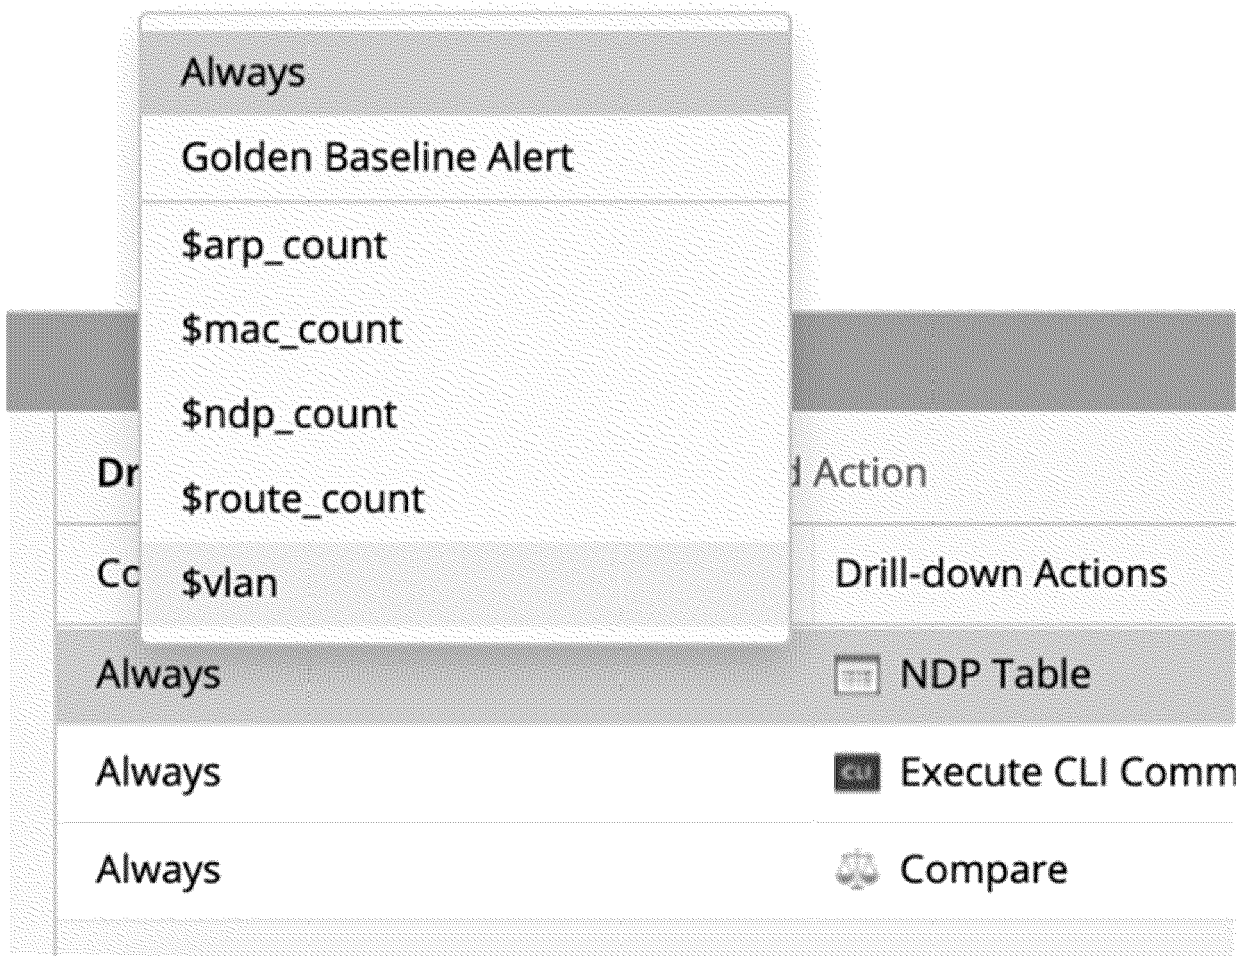 Always
Golden Baseline Alert
$arp_count
$mac_count
$ndp_count
$route_count
$vlan
Dr
Action
Co
Drill-down Actions
Always
NDP Table
Always
CLI
Execute CLI Comm
Always
Compare